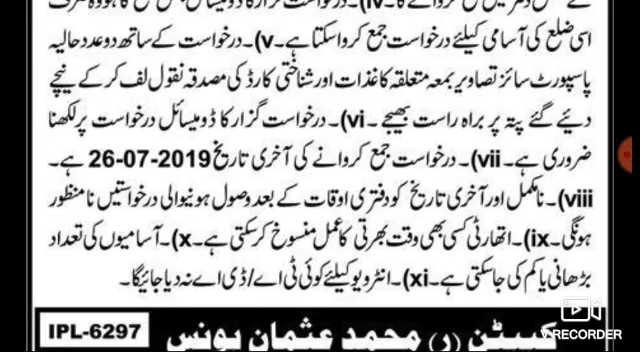 اسی ضلع کی آسامی کیلئے درخواست جمع کرواسکتا ہے۔ v)۔ درخواست کے ساتھ دو عدد حالیہ
پاسپورٹ سائز تصاویر بمعہ متعلقہ کاغذات اور شناختی کارڈ کی مصدقہ نقول لف کر کے نیچے
دیئے گئے پتہ پر براہ راست بھیجے۔ vi)۔ درخواست گزار کا ڈومیسائل درخواست پر لکھنا
ضروری ہے۔ vii)۔ درخواست جمع کروانے کی آخری تاریخ 26-07-2019 ہے۔
viii)۔ نامکمل اور آخری تاریخ کو دفتری اوقات کے بعد وصول ہونیوالی درخواستیں نامنظور
ہونگی۔ ix)۔ اتھارٹی کسی بھی وقت بھرتی کا عمل منسوخ کر سکتی ہے۔ x)۔ آسامیوں کی تعداد
بڑھائی یا کم کی جاسکتی ہے۔ xi)۔ انٹرویو کیلئے کوئی ٹی اے/ڈی اے نہ دیا جائیگا۔
کیپٹن (ر) محمد عثمان یونس
IPL-6297
V RECORDER